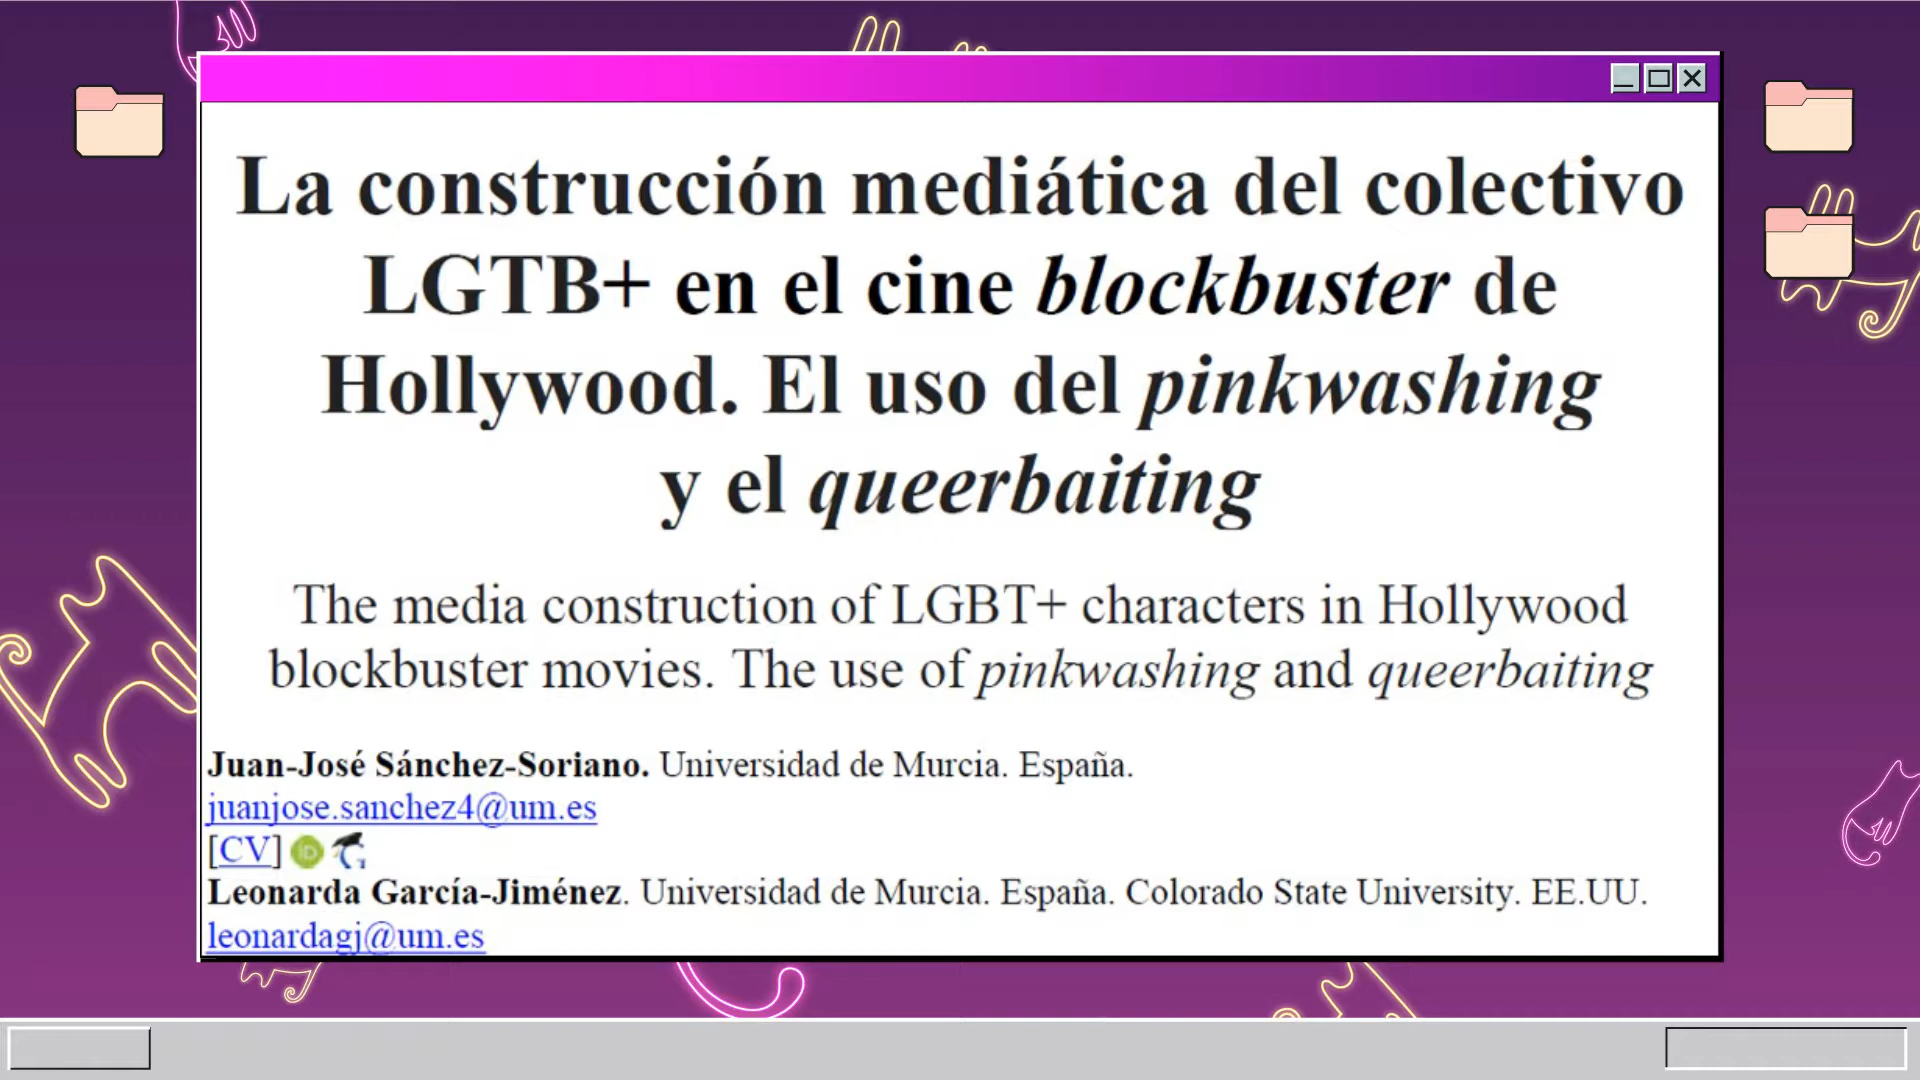 La construcción mediática del colectivo
LGTB+ en el cine blockbuster de
Hollywood. El uso del pinkwashing
y el queerbaiting
The media construction of LGBT+ characters in Hollywood
blockbuster movies. The use of pinkwashing and queerbaiting
Juan-José Sánchez-Soriano. Universidad de Murcia. España.
juanjose.sanchez4@um.es
[CV] iD G
Leonarda García-Jiménez. Universidad de Murcia. España. Colorado State University. EE.UU.
leonardagj@um.es